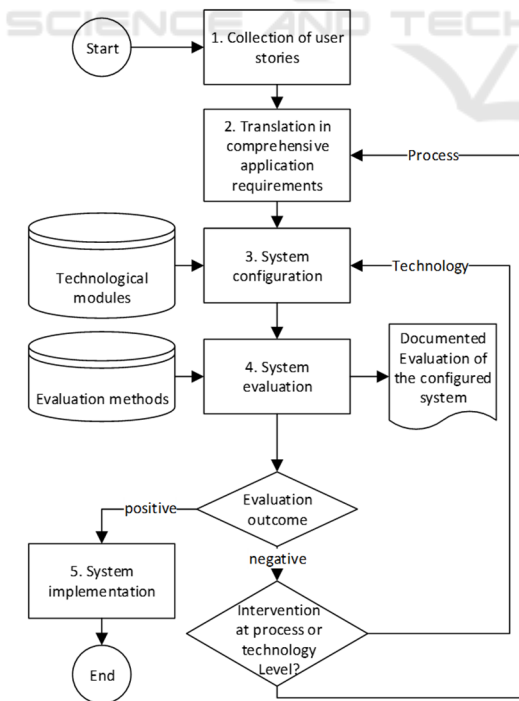 SCIENCE AND TECH
Start
1. Collection of user
stories
2. Translation in
comprehensive
application
requirements
Process
Technological
modules
3. System
configuration
Technology
Evaluation methods
4. System
evaluation
Documented
Evaluation of
the configured
system
Evaluation
outcome
positive
negative
5. System
implementation
Intervention
at process or
technology
Level?
End